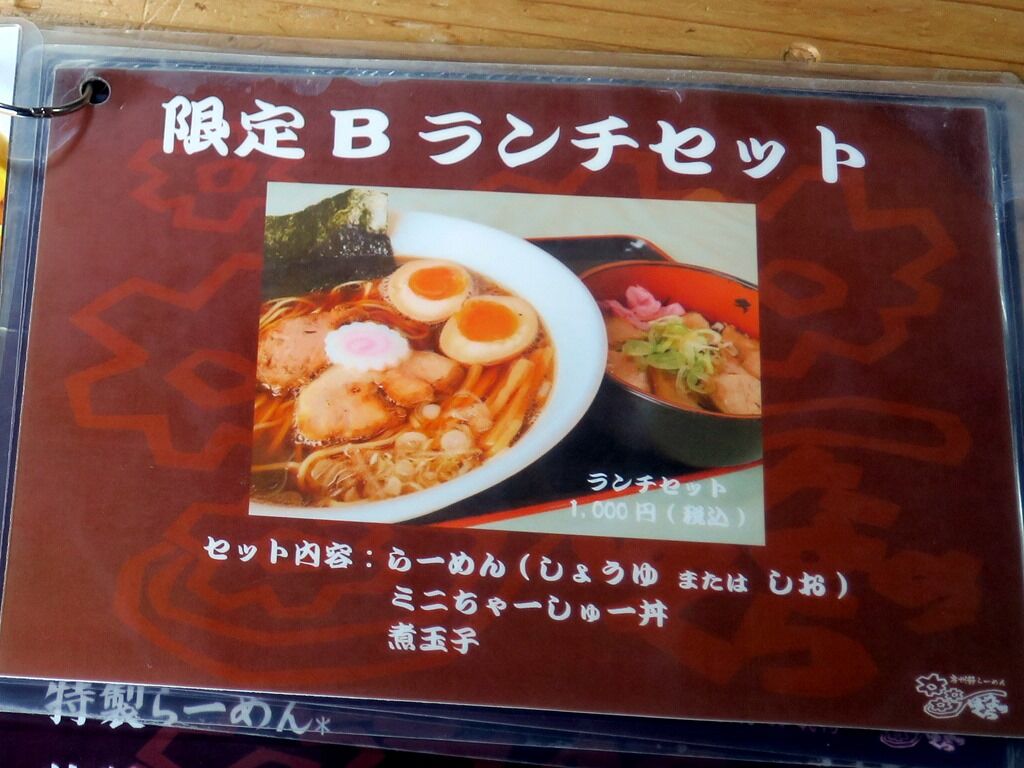 限定Bランチセット
ランチセット
1,000円(税込)
セット内容：らーめん(しょうゆ または しお)
ミニちゃーしゅー丼
煮玉子
特製らーめん*